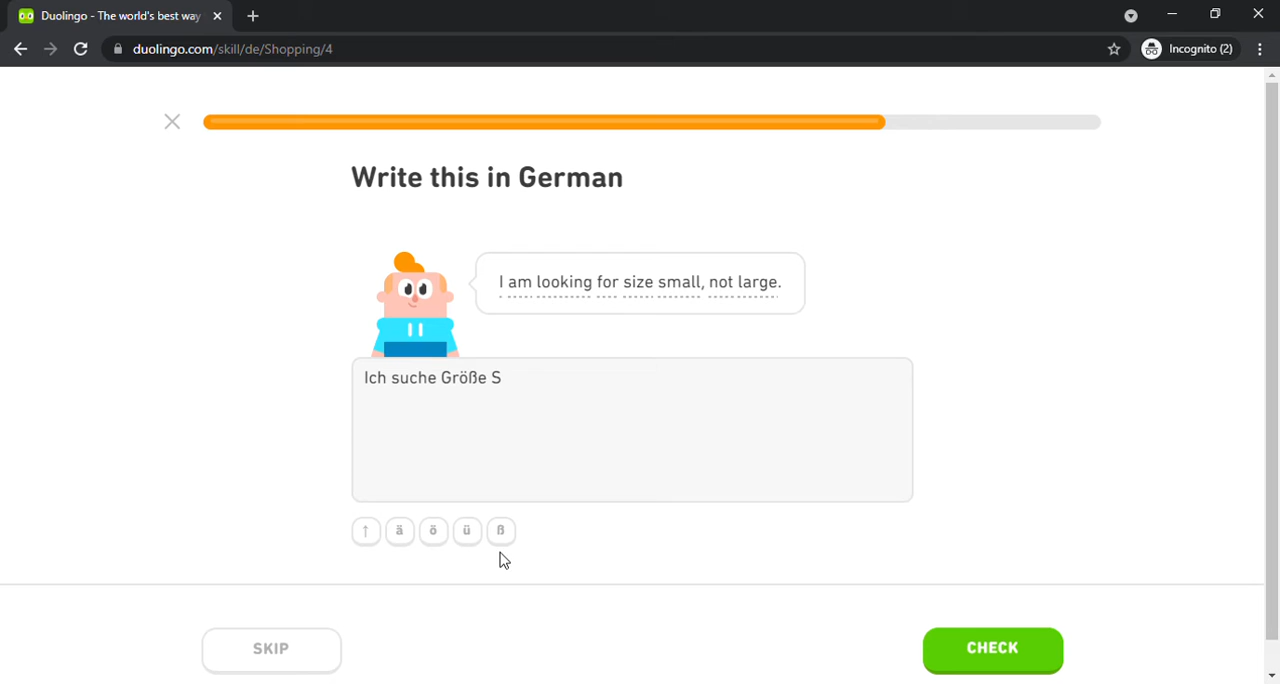 Duolingo - The world's best way
duolingo.com/skill/de/Shopping/4
Incognito (2)
Write this in German
I am looking for size small, not large.
Ich suche Größe S
↑ ä ö ü ß
SKIP
CHECK